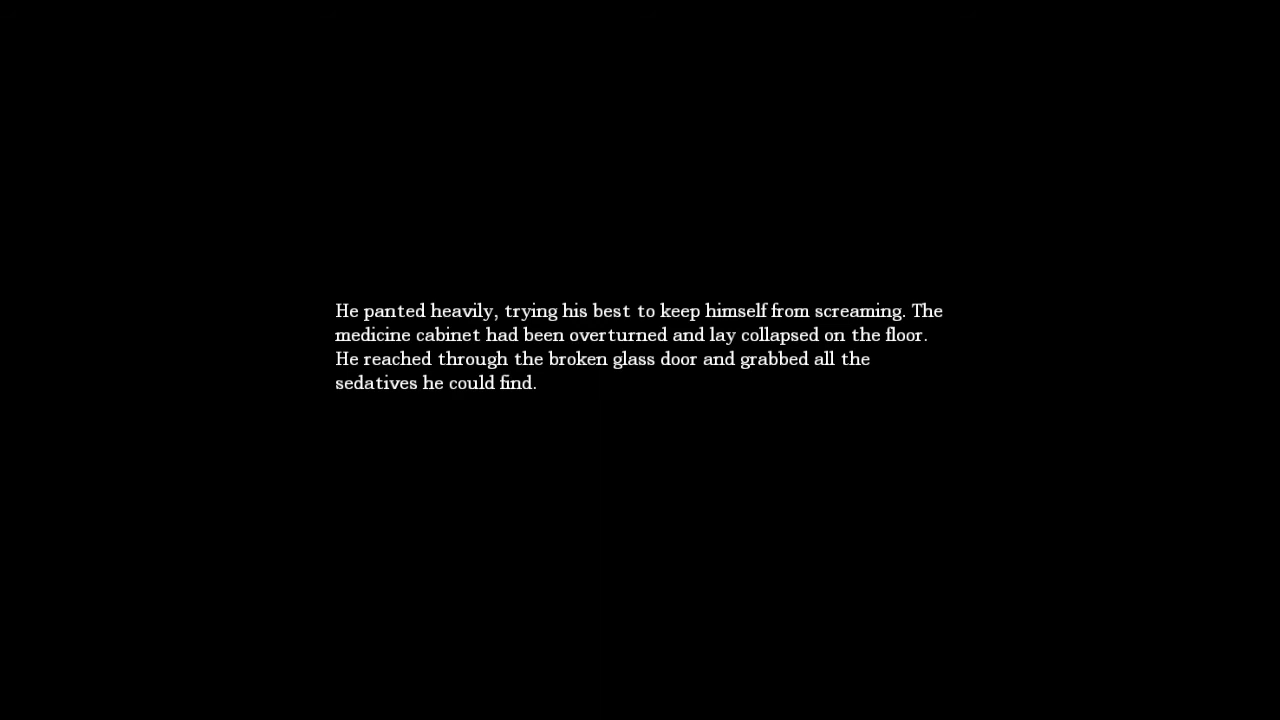 He panted heavily, trying his best to keep himself from screaming. The
medicine cabinet had been overturned and lay collapsed on the floor.
He reached through the broken glass door and grabbed all the
sedatives he could find.